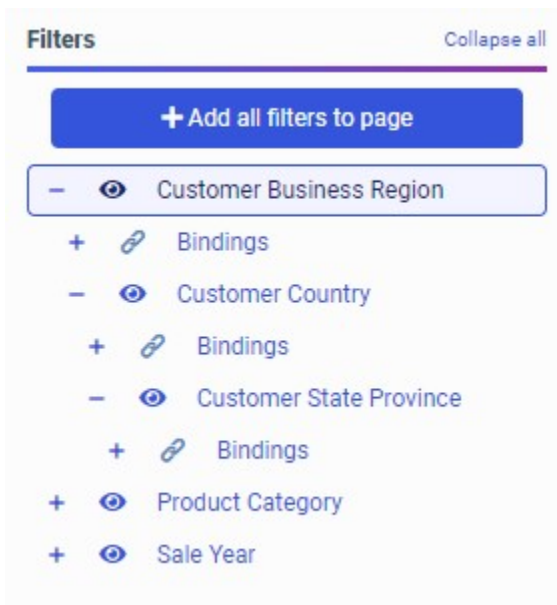 Filters Collapse all
+ Add all filters to page
− Customer Business Region
+ Bindings
− Customer Country
+ Bindings
− Customer State Province
+ Bindings
+ Product Category
+ Sale Year